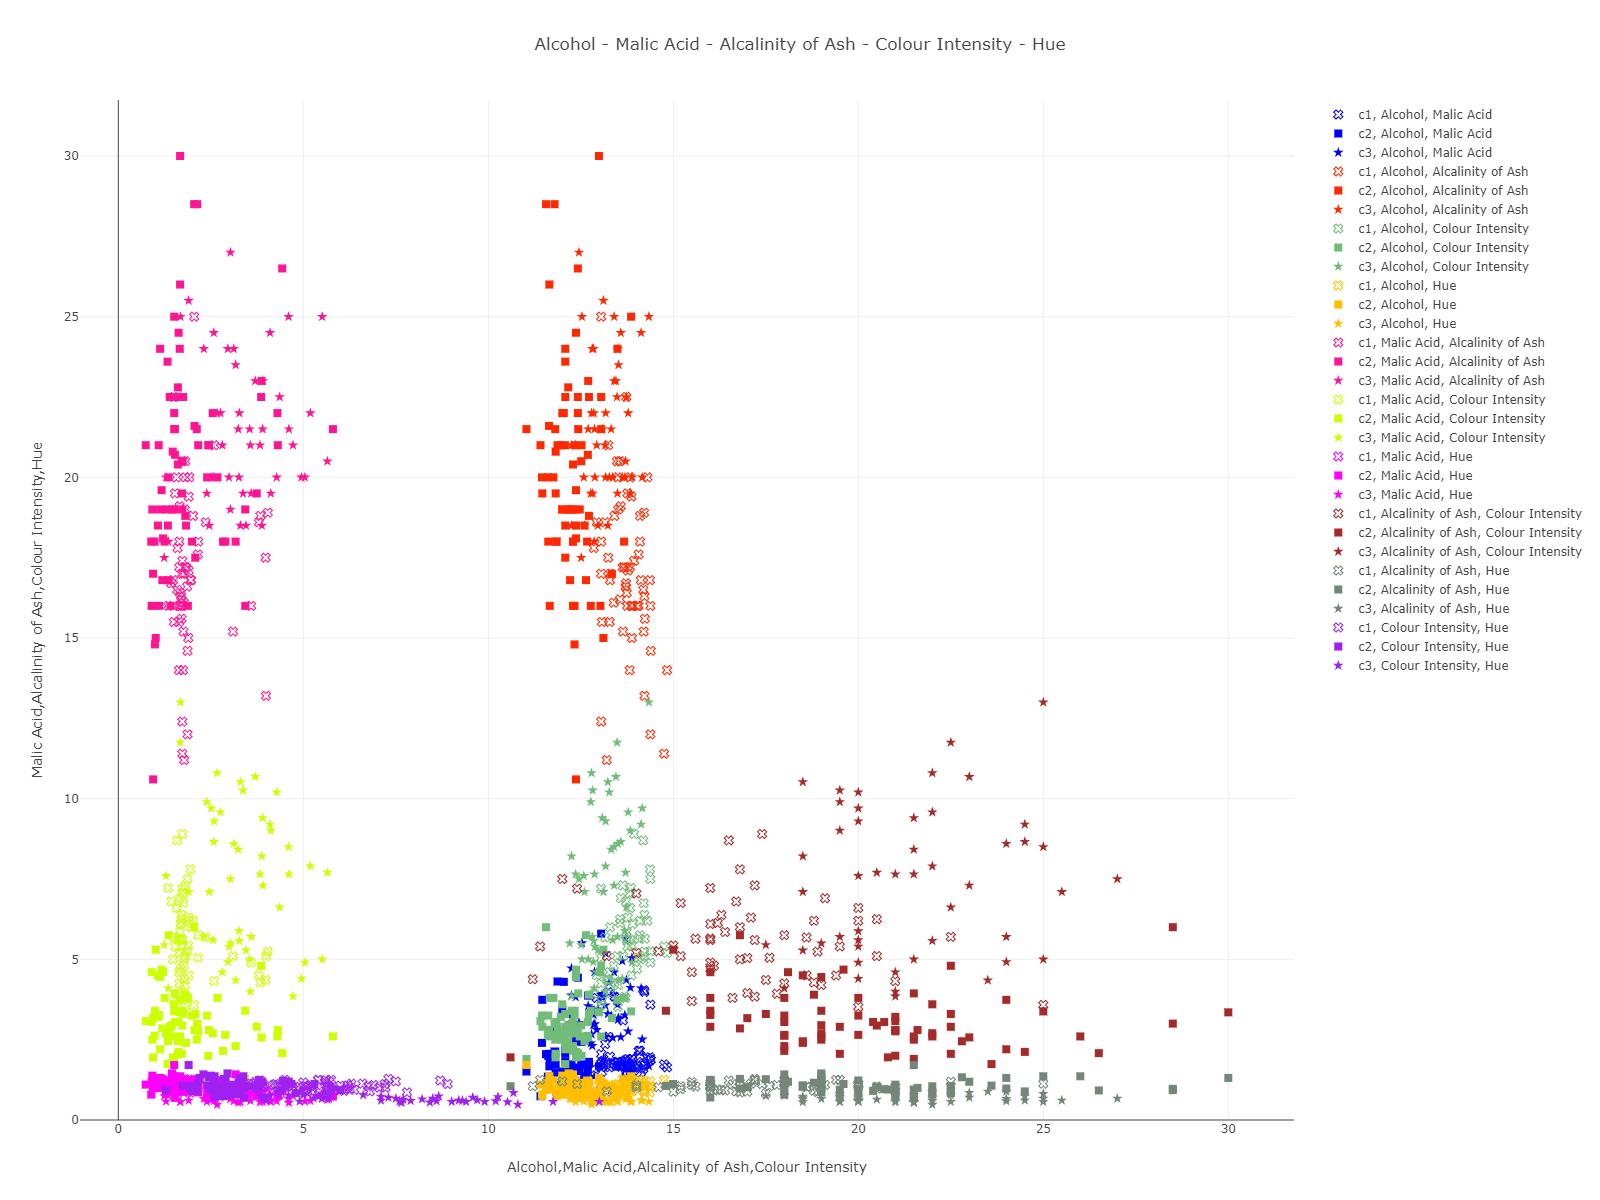 Alcohol - Malic Acid - Alcalinity of Ash - Colour Intensity - Hue
c1, Alcohol, Malic Acid
c2, Alcohol, Malic Acid
c3, Alcohol, Malic Acid
c1, Alcohol, Alcalinity of Ash
c2, Alcohol, Alcalinity of Ash
c3, Alcohol, Alcalinity of Ash
c1, Alcohol, Colour Intensity
c2, Alcohol, Colour Intensity
c3, Alcohol, Colour Intensity
c1, Alcohol, Hue
c2, Alcohol, Hue
c3, Alcohol, Hue
c1, Malic Acid, Alcalinity of Ash
c2, Malic Acid, Alcalinity of Ash
c3, Malic Acid, Alcalinity of Ash
c1, Malic Acid, Colour Intensity
c2, Malic Acid, Colour Intensity
c3, Malic Acid, Colour Intensity
c1, Malic Acid, Hue
c2, Malic Acid, Hue
c3, Malic Acid, Hue
c1, Alcalinity of Ash, Colour Intensity
c2, Alcalinity of Ash, Colour Intensity
c3, Alcalinity of Ash, Colour Intensity
c1, Alcalinity of Ash, Hue
c2, Alcalinity of Ash, Hue
c3, Alcalinity of Ash, Hue
c1, Colour Intensity, Hue
c2, Colour Intensity, Hue
c3, Colour Intensity, Hue
Malic Acid,Alcalinity of Ash,Colour Intensity,Hue
30
25
20
15
10
5
0
0 5 10 15 20 25 30
Alcohol,Malic Acid,Alcalinity of Ash,Colour Intensity